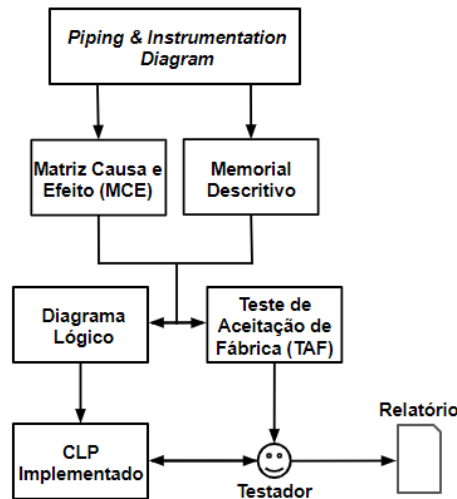 Piping & Instrumentation
Diagram
Matriz Causa e
Efeito (MCE)
Memorial
Descritivo
Diagrama
Lógico
Teste de
Aceitação de
Fábrica (TAF)
Relatório
CLP
Implementado
Testador